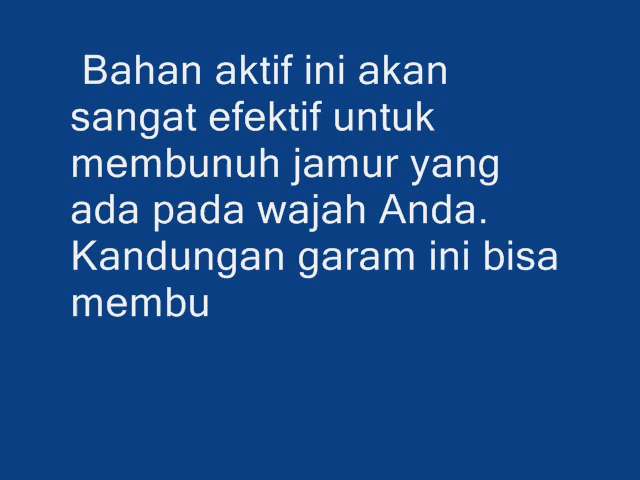 Bahan aktif ini akan
sangat efektif untuk
membunuh jamur yang
ada pada wajah Anda.
Kandungan garam ini bisa
membu